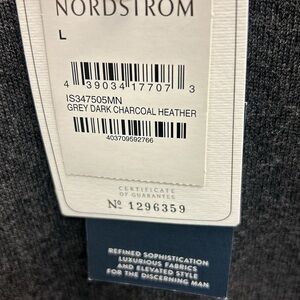 NORDSTROM
L
4 39034 17707 3
IS347505MN
GREY DARK CHARCOAL HEATHER
403709592766
CERTIFICATE
OF GUARANTEE
Nº 1296359
REFINED SOPHISTICATION
LUXURIOUS FABRICS
AND ELEVATED STYLE
FOR THE DISCERNING MAN